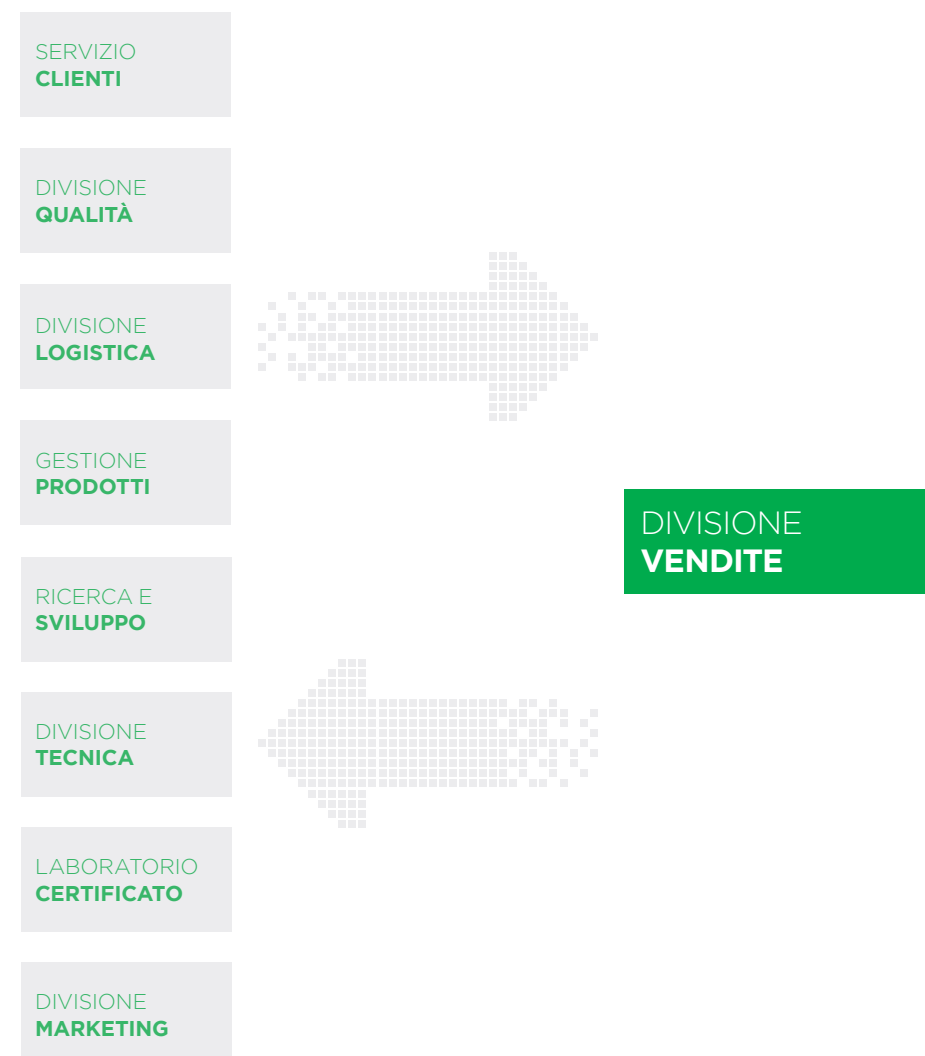 SERVIZIO
CLIENTI
DIVISIONE
QUALITÀ
DIVISIONE
LOGISTICA
GESTIONE
PRODOTTI
DIVISIONE
VENDITE
RICERCA E
SVILUPPO
DIVISIONE
TECNICA
LABORATORIO
CERTIFICATO
DIVISIONE
MARKETING